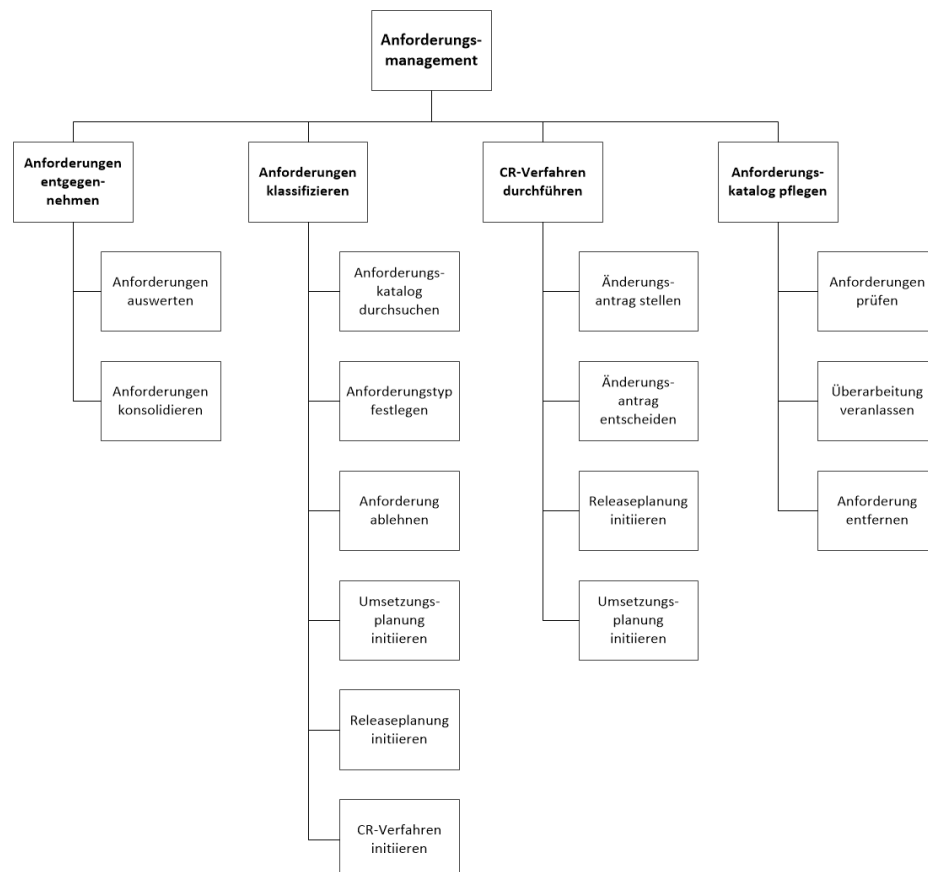 Anforderungs-
management
Anforderungen
entgegen-
nehmen
Anforderungen
auswerten
Anforderungen
konsolidieren
Anforderungen
klassifizieren
Anforderungs-
katalog
durchsuchen
Anforderungstyp
festlegen
Anforderung
ablehnen
Umsetzungs-
planung
initiieren
Releaseplanung
initiieren
CR-Verfahren
initiieren
CR-Verfahren
durchführen
Änderungs-
antrag stellen
Änderungs-
antrag
entscheiden
Releaseplanung
initiieren
Umsetzungs-
planung
initiieren
Anforderungs-
katalog pflegen
Anforderungen
prüfen
Überarbeitung
veranlassen
Anforderung
entfernen